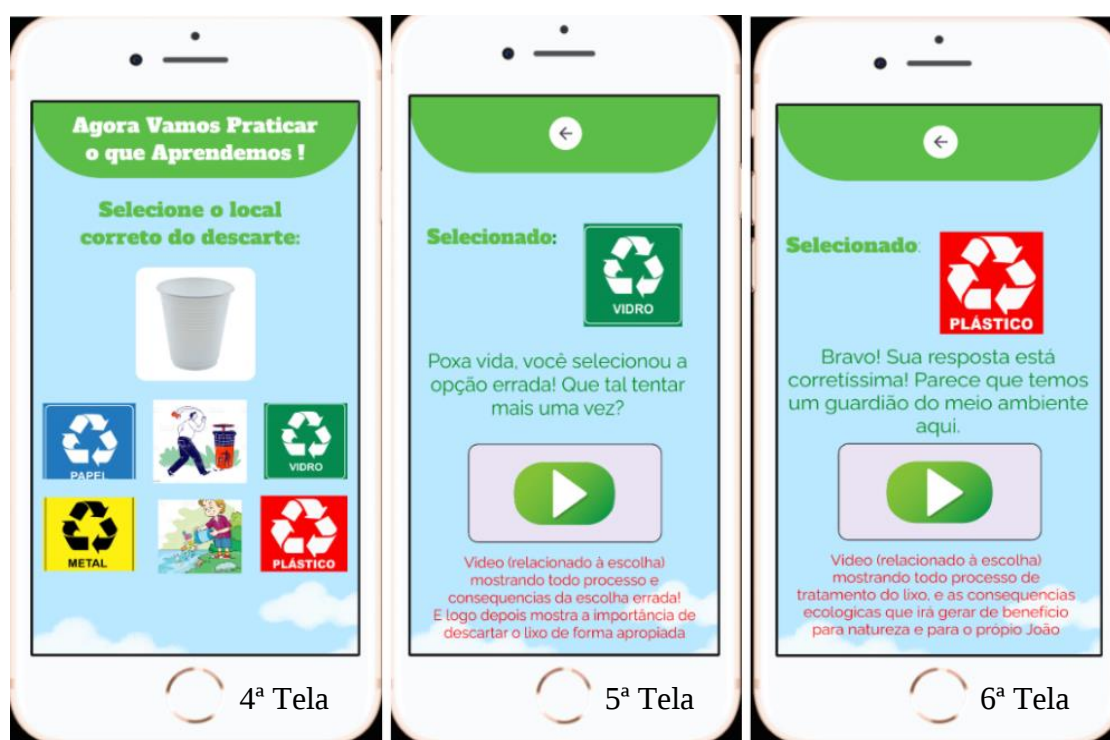 Agora Vamos Praticar
o que Aprendemos !
Selecione o local
correto do descarte:
PAPEL
VIDRO
METAL
PLÁSTICO
4ª Tela
Selecionado:
VIDRO
Poxa vida, você selecionou a
opção errada! Que tal tentar
mais uma vez?
Video (relacionado à escolha)
mostrando todo processo e
consequencias da escolha errada!
E logo depois mostra a importância de
descartar o lixo de forma apropiada
5ª Tela
Selecionado:
PLÁSTICO
Bravo! Sua resposta está
corretíssima! Parece que temos
um guardião do meio ambiente
aqui.
Video (relacionado à escolha)
mostrando todo processo de
tratamento do lixo, e as consequencias
ecologicas que irá gerar de beneficio
para natureza e para o própio João
6ª Tela